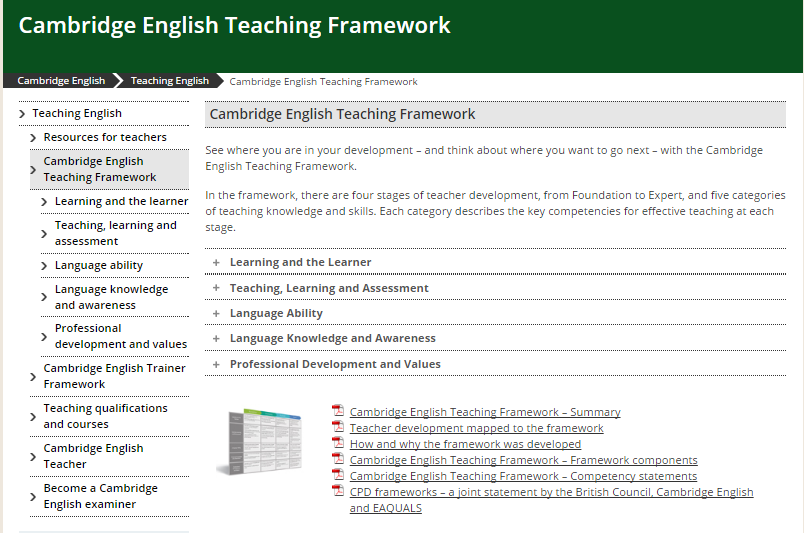 Cambridge English Teaching Framework
Cambridge English
Teaching English
Cambridge English Teaching Framework
Teaching English
Resources for teachers
Cambridge English
Teaching Framework
Learning and the learner
Teaching, learning and
assessment
Language ability
Language knowledge
and awareness
Professional
development and values
Cambridge English Trainer
Framework
Teaching qualifications
and courses
Cambridge English
Teacher
Become a Cambridge
English examiner
Cambridge English Teaching Framework
See where you are in your development – and think about where you want to go next – with the Cambridge
English Teaching Framework.
In the framework, there are four stages of teacher development, from Foundation to Expert, and five categories
of teaching knowledge and skills. Each category describes the key competencies for effective teaching at each
stage.
+ Learning and the Learner
+ Teaching, Learning and Assessment
+ Language Ability
+ Language Knowledge and Awareness
+ Professional Development and Values
Cambridge English Teaching Framework – Summary
Teacher development mapped to the framework
How and why the framework was developed
Cambridge English Teaching Framework – Framework components
Cambridge English Teaching Framework – Competency statements
CPD frameworks – a joint statement by the British Council, Cambridge English
and EAQUALS